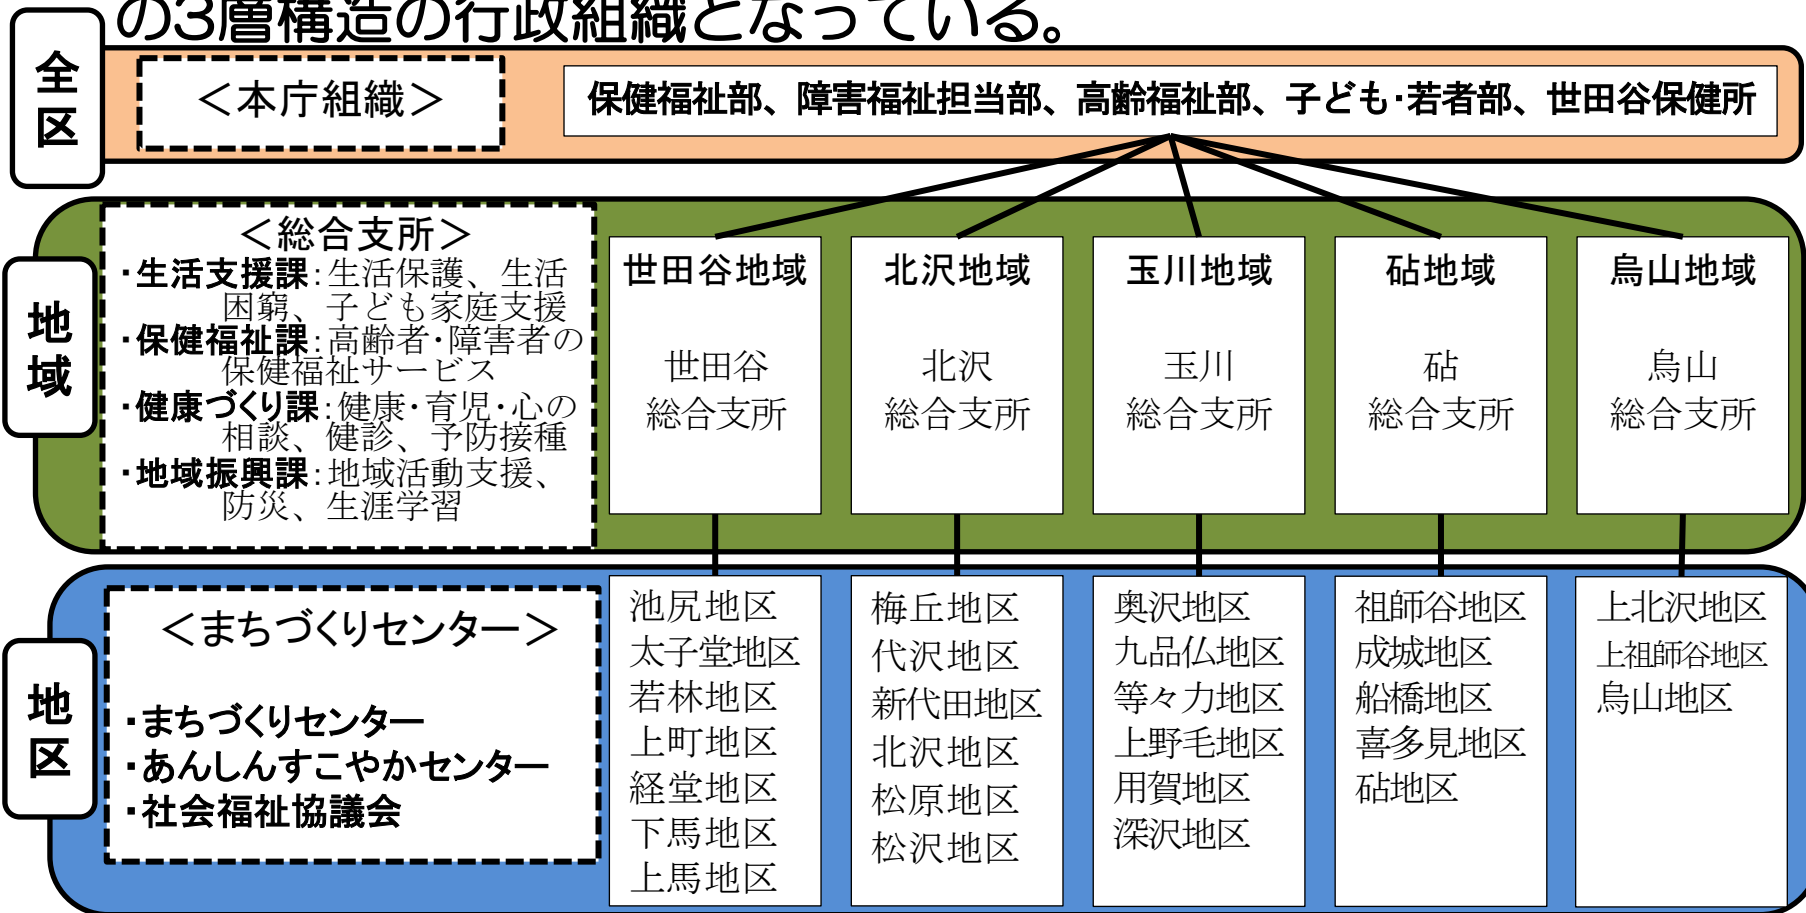 の3層構造の行政組織となっている。
全
区
＜本庁組織＞
保健福祉部、障害福祉担当部、高齢福祉部、子ども・若者部、世田谷保健所
地
域
＜総合支所＞
・生活支援課：生活保護、生活
困窮、子ども家庭支援
・保健福祉課：高齢者・障害者の
保健福祉サービス
・健康づくり課：健康・育児・心の
相談、健診、予防接種
・地域振興課：地域活動支援、
防災、生涯学習
世田谷地域
世田谷
総合支所
北沢地域
北沢
総合支所
玉川地域
玉川
総合支所
砧地域
砧
総合支所
烏山地域
烏山
総合支所
地
区
＜まちづくりセンター＞
・まちづくりセンター
・あんしんすこやかセンター
・社会福祉協議会
池尻地区
太子堂地区
若林地区
上町地区
経堂地区
下馬地区
上馬地区
梅丘地区
代沢地区
新代田地区
北沢地区
松原地区
松沢地区
奥沢地区
九品仏地区
等々力地区
上野毛地区
用賀地区
深沢地区
祖師谷地区
成城地区
船橋地区
喜多見地区
砧地区
上北沢地区
上祖師谷地区
烏山地区